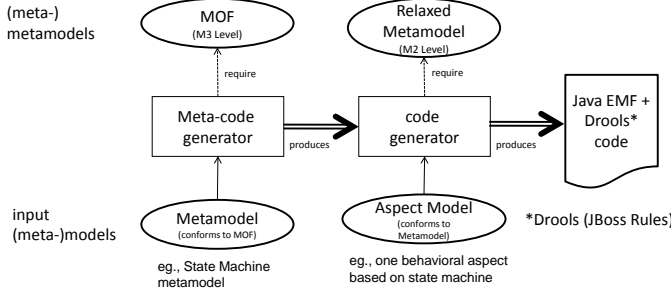 (meta-)
metamodels
MOF
(M3 Level)
Relaxed
Metamodel
(M2 Level)
require
require
Meta-code
generator
produces
code
generator
produces
Java EMF +
Drools*
code
input
(meta-)models
Metamodel
(conforms to MOF)
Aspect Model
(conforms to
Metamodel)
*Drools (JBoss Rules)
eg., State Machine
metamodel
eg., one behavioral aspect
based on state machine